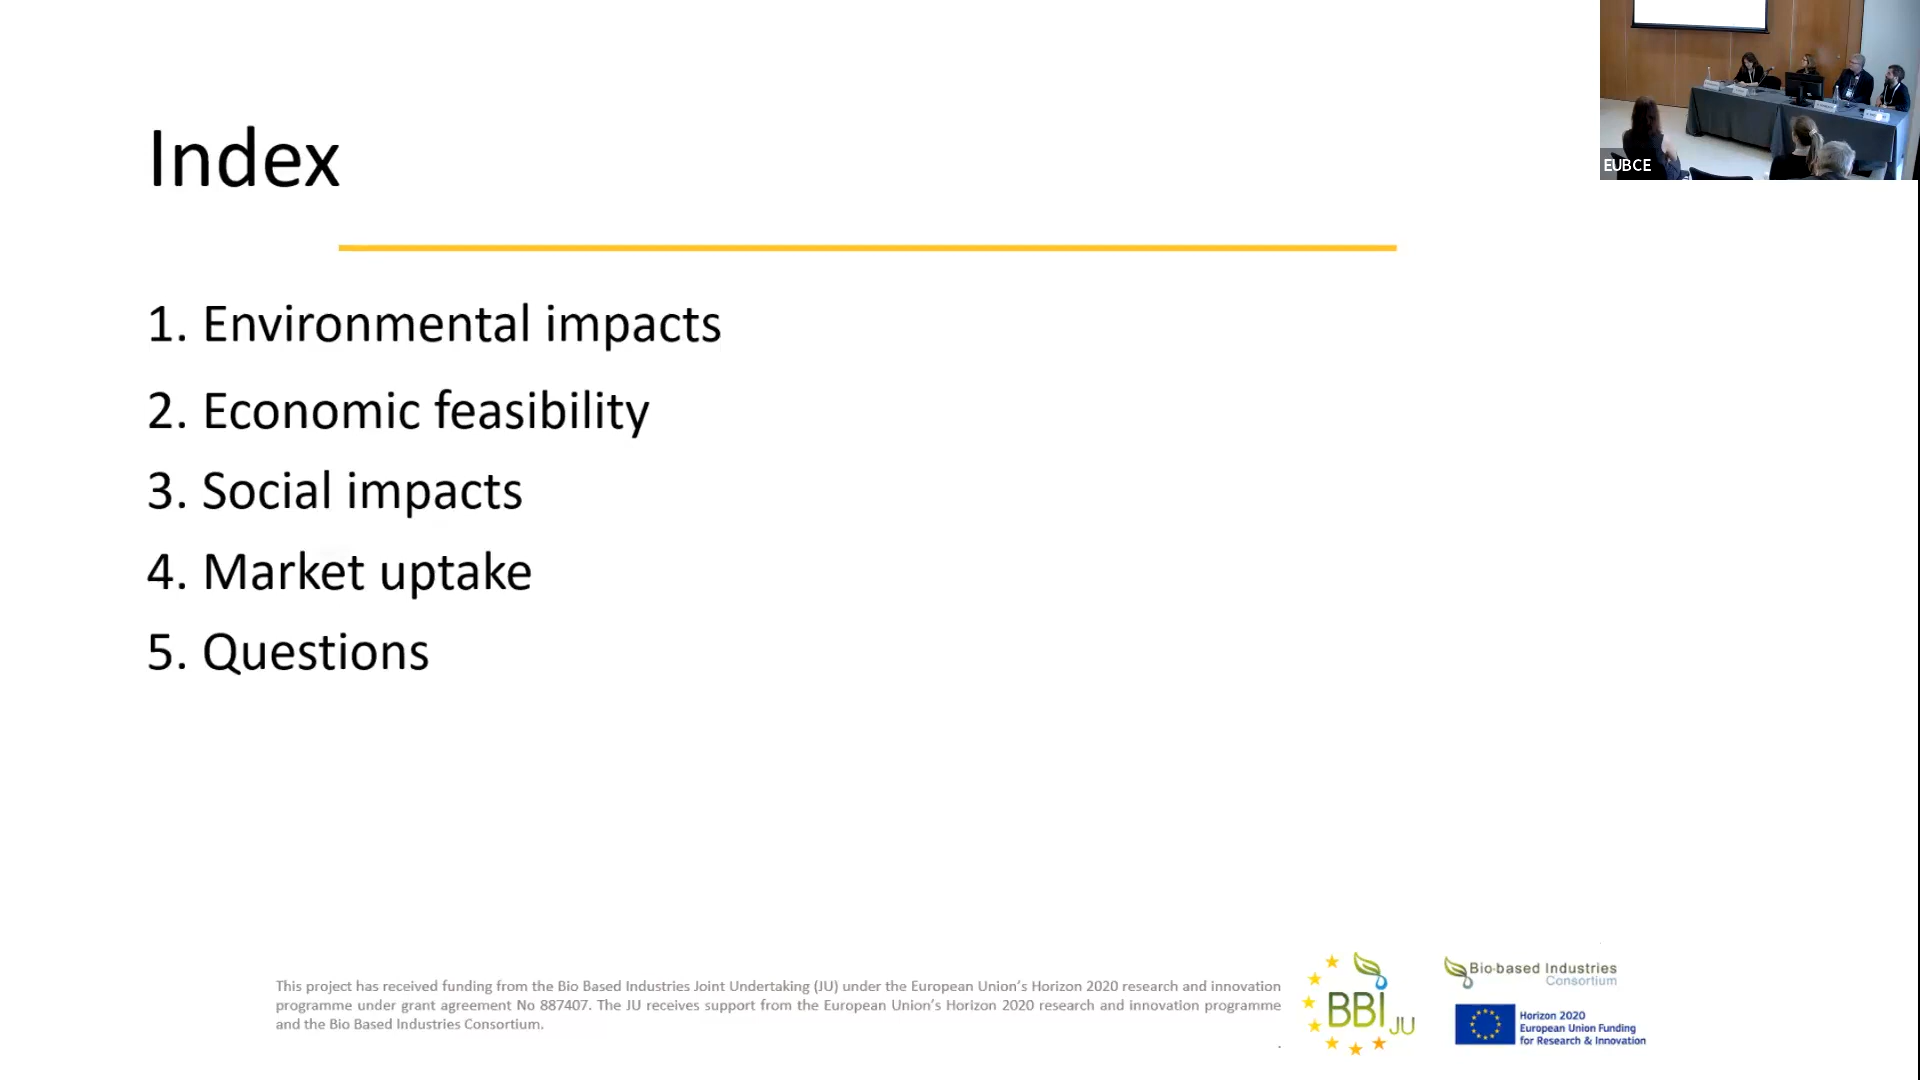 Index
1. Environmental impacts
2. Economic feasibility
3. Social impacts
4. Market uptake
5. Questions
EUBCE
This project has received funding from the Bio Based Industries Joint Undertaking (JU) under the European Union's Horizon 2020 research and innovation
programme under grant agreement No 887407. The JU receives support from the European Union's Horizon 2020 research and innovation programme
and the Bio Based Industries Consortium.
.
BBI JU
Bio-based Industries
Consortium
Horizon 2020
European Union Funding
for Research & Innovation